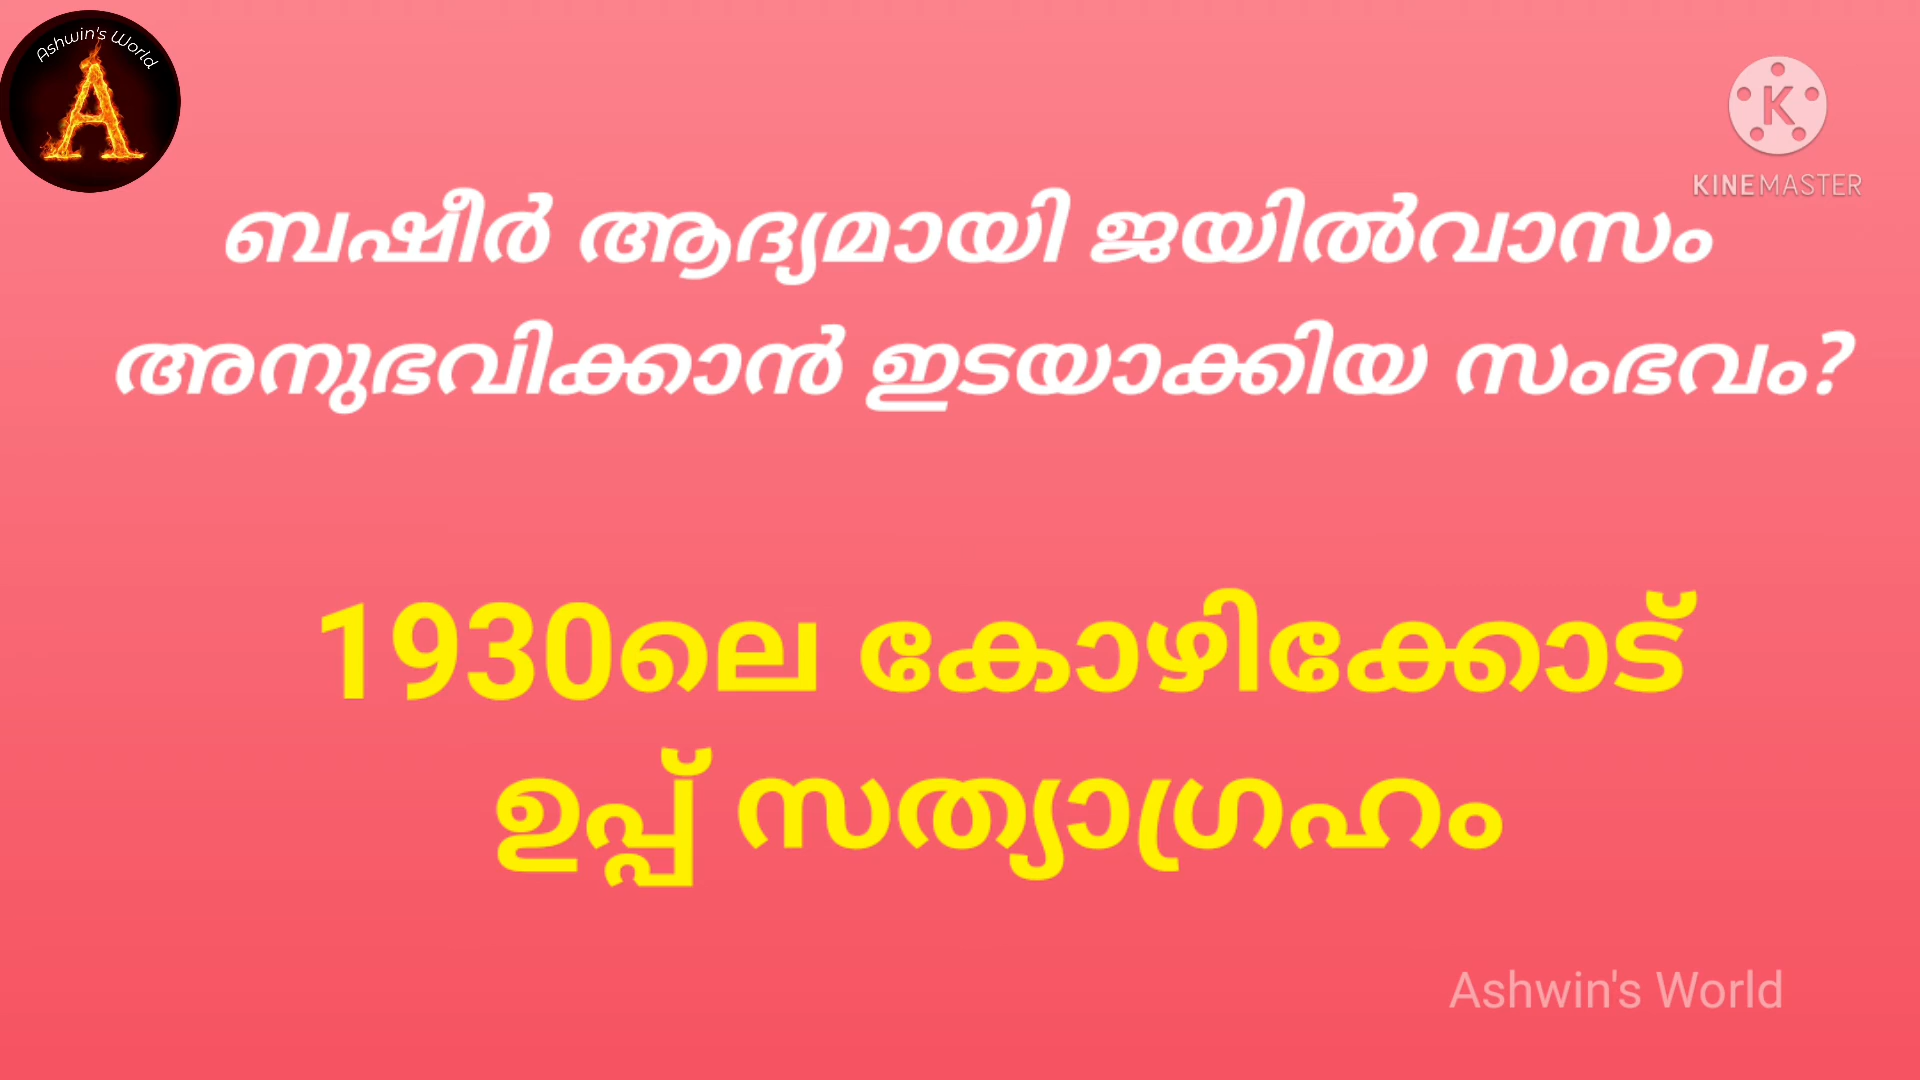 Ashwin's World
A
K
KINEMASTER
ബഷീർ ആദ്യമായി ജയിൽവാസം
അനുഭവിക്കാൻ ഇടയാക്കിയ സംഭവം?
1930ലെ കോഴിക്കോട്
ഉപ്പ് സത്യാഗ്രഹം
Ashwin's World